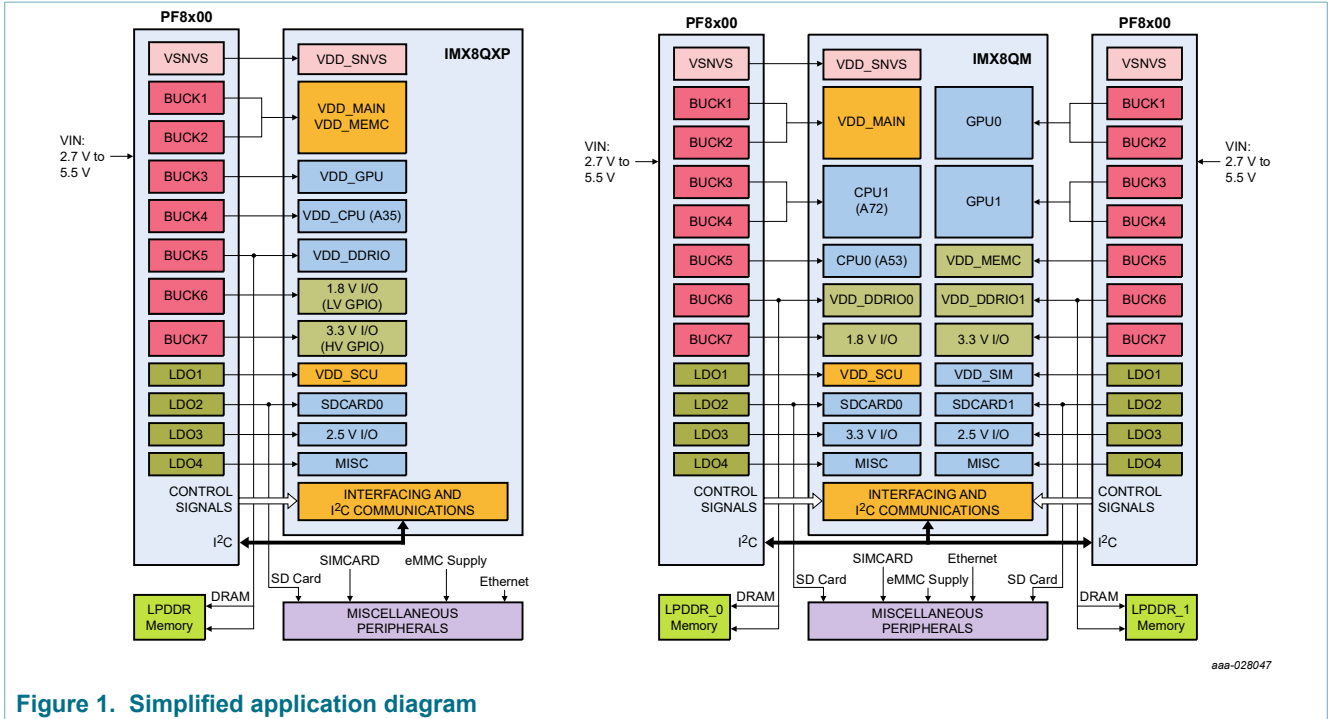 PF8x00
IMX8QXP
VSNVS
VDD_SNVS
BUCK1
BUCK2
VDD_MAIN
VDD_MEMC
VIN:
2.7 V to
5.5 V
BUCK3
VDD_GPU
BUCK4
VDD_CPU (A35)
BUCK5
VDD_DDRIO
BUCK6
1.8 V I/O
(LV GPIO)
BUCK7
3.3 V I/O
(HV GPIO)
LDO1
VDD_SCU
LDO2
SDCARD0
LDO3
2.5 V I/O
LDO4
MISC
CONTROL
SIGNALS
INTERFACING AND
I2C COMMUNICATIONS
I2C
SIMCARD
eMMC Supply
SD Card
Ethernet
LPDDR
Memory
DRAM
MISCELLANEOUS
PERIPHERALS
PF8x00
PF8x00
IMX8QM
VSNVS
VDD_SNVS
VSNVS
BUCK1
BUCK2
VDD_MAIN
GPU0
BUCK1
BUCK2
VIN:
2.7 V to
5.5 V
VIN:
2.7 V to
5.5 V
BUCK3
BUCK4
CPU1
(A72)
GPU1
BUCK3
BUCK4
BUCK5
CPU0 (A53)
VDD_MEMC
BUCK5
BUCK6
VDD_DDRIO0
VDD_DDRIO1
BUCK6
BUCK7
1.8 V I/O
3.3 V I/O
BUCK7
LDO1
VDD_SCU
VDD_SIM
LDO1
LDO2
SDCARD0
SDCARD1
LDO2
LDO3
3.3 V I/O
2.5 V I/O
LDO3
LDO4
MISC
MISC
LDO4
CONTROL
SIGNALS
INTERFACING AND
I2C COMMUNICATIONS
CONTROL
SIGNALS
I2C
I2C
SIMCARD
Ethernet
SD Card
eMMC Supply
SD Card
LPDDR_0
Memory
DRAM
MISCELLANEOUS
PERIPHERALS
DRAM
LPDDR_1
Memory
aaa-028047
Figure 1. Simplified application diagram